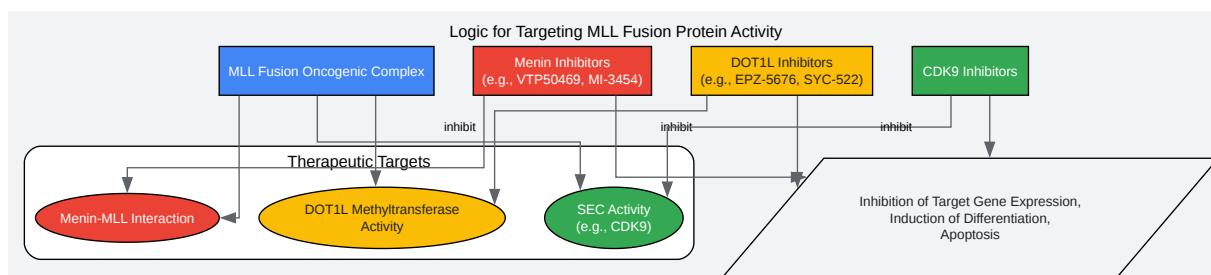 Logic for Targeting MLL Fusion Protein Activity
MLL Fusion Oncogenic Complex
Menin Inhibitors
(e.g., VTP50469, MI-3454)
DOT1L Inhibitors
(e.g., EPZ-5676, SYC-522)
CDK9 Inhibitors
inhibit
inhibit
inhibit
Therapeutic Targets
Menin-MLL Interaction
DOT1L Methyltransferase
Activity
SEC Activity
(e.g., CDK9)
Inhibition of Target Gene Expression,
Induction of Differentiation,
Apoptosis